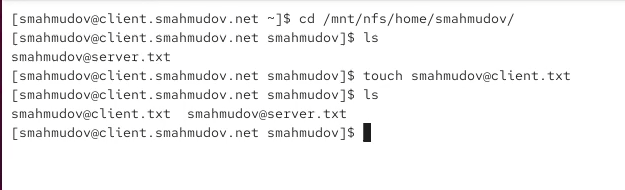 [smahmudov@client.smahmudov.net ~]$ cd /mnt/nfs/home/smahmudov/
[smahmudov@client.smahmudov.net smahmudov]$ ls
smahmudov@server.txt
[smahmudov@client.smahmudov.net smahmudov]$ touch smahmudov@client.txt
[smahmudov@client.smahmudov.net smahmudov]$ ls
smahmudov@client.txt  smahmudov@server.txt
[smahmudov@client.smahmudov.net smahmudov]$